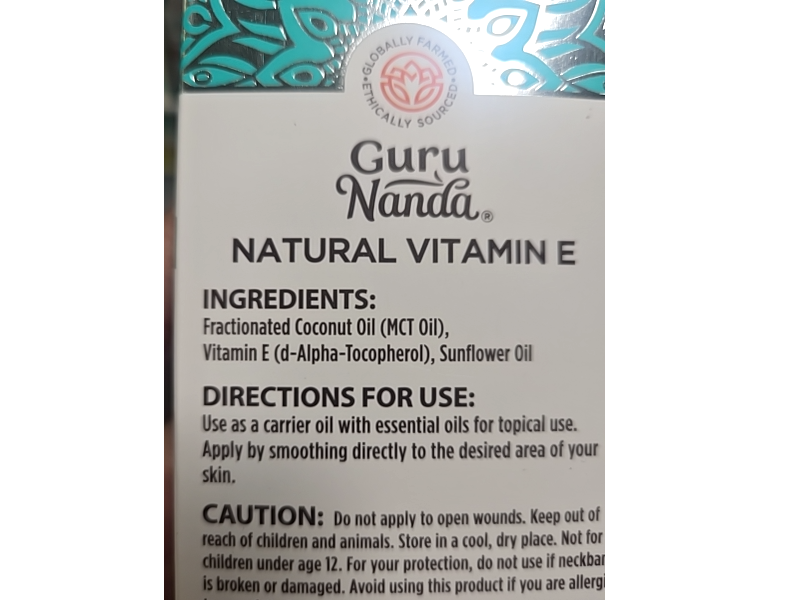 GLOBALLY FARMED
ETHICALLY SOURCED
Guru
Nanda®
NATURAL VITAMIN E
INGREDIENTS:
Fractionated Coconut Oil (MCT Oil),
Vitamin E (d-Alpha-Tocopherol), Sunflower Oil
DIRECTIONS FOR USE:
Use as a carrier oil with essential oils for topical use.
Apply by smoothing directly to the desired area of your
skin.
CAUTION: Do not apply to open wounds. Keep out of
reach of children and animals. Store in a cool, dry place. Not for
children under age 12. For your protection, do not use if neckban
is broken or damaged. Avoid using this product if you are allergi